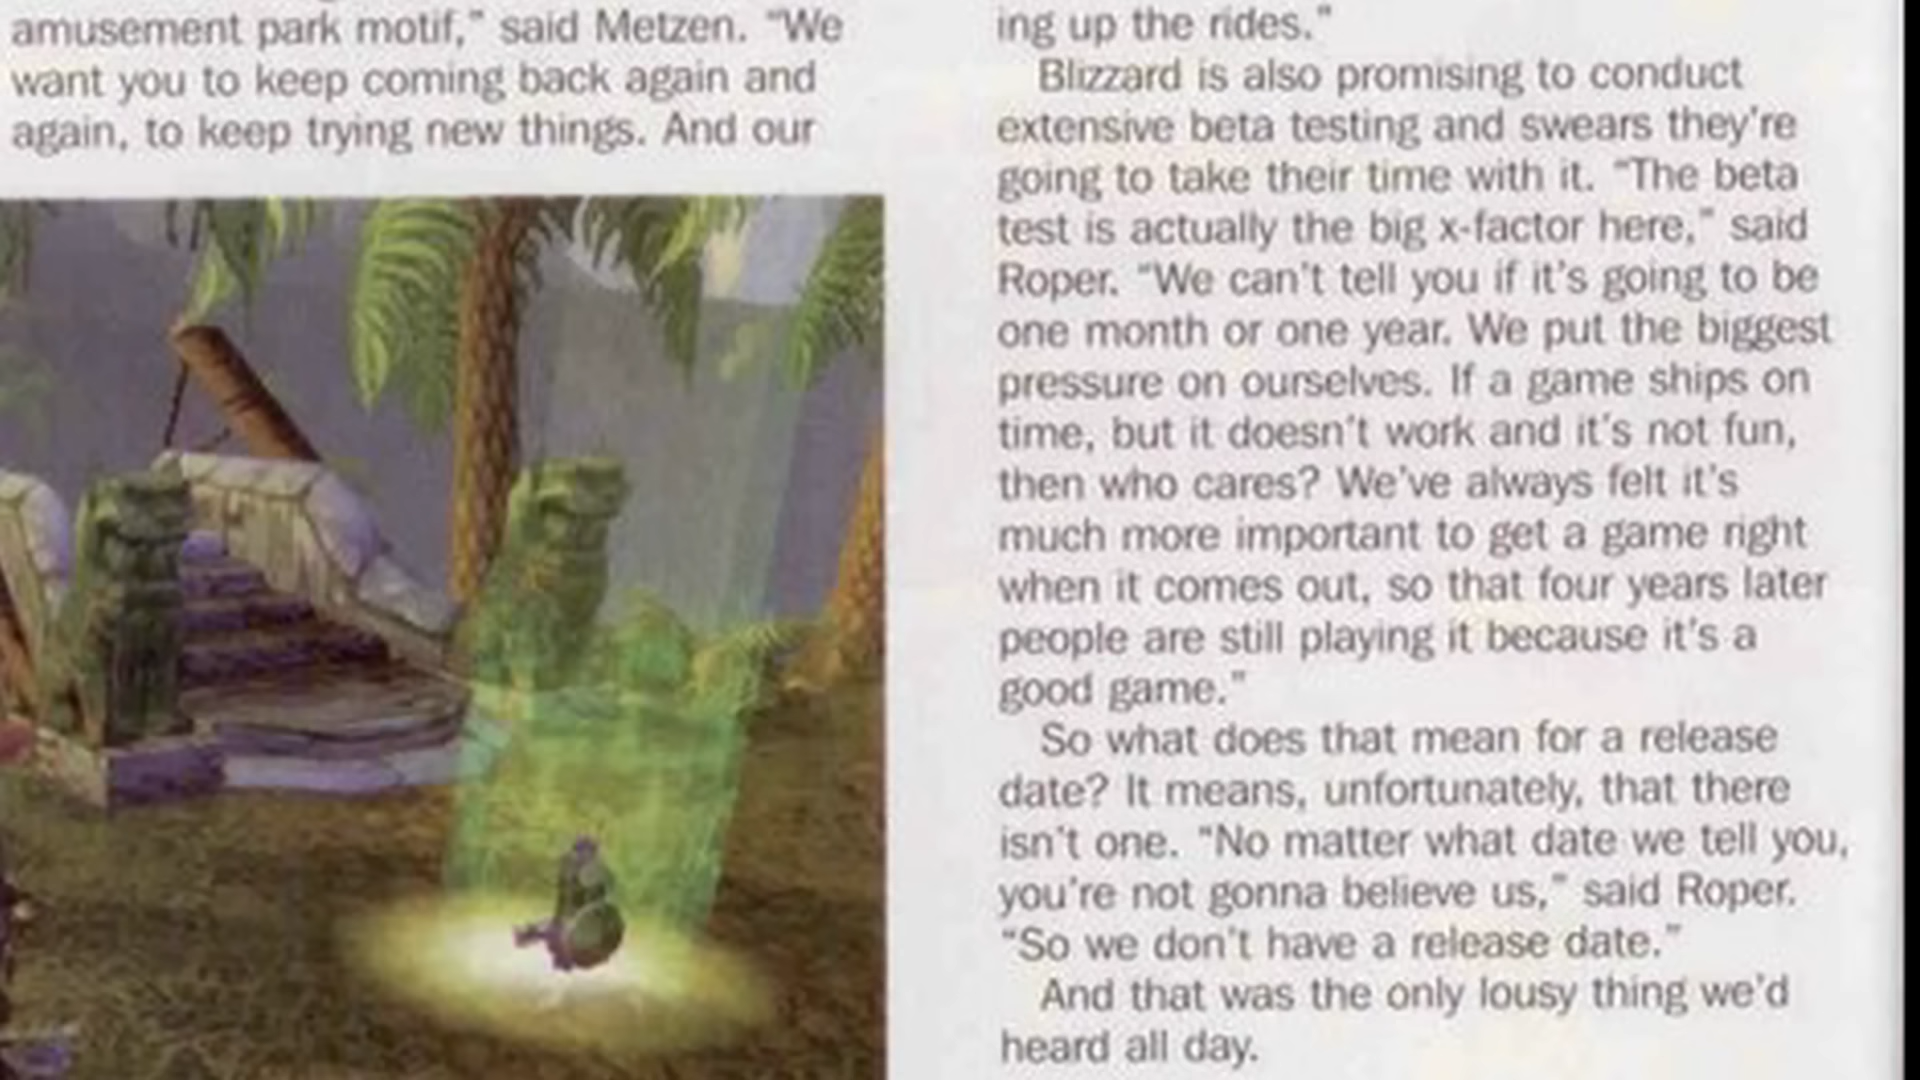 amusement park motif,” said Metzen. “We
want you to keep coming back again and
again, to keep trying new things. And our
ing up the rides.”
Blizzard is also promising to conduct
extensive beta testing and swears they’re
going to take their time with it. “The beta
test is actually the big x-factor here,” said
Roper. “We can’t tell you if it’s going to be
one month or one year. We put the biggest
pressure on ourselves. If a game ships on
time, but it doesn’t work and it’s not fun,
then who cares? We’ve always felt it’s
much more important to get a game right
when it comes out, so that four years later
people are still playing it because it’s a
good game.”
So what does that mean for a release
date? It means, unfortunately, that there
isn’t one. “No matter what date we tell you,
you’re not gonna believe us,” said Roper.
“So we don’t have a release date.”
And that was the only lousy thing we’d
heard all day.